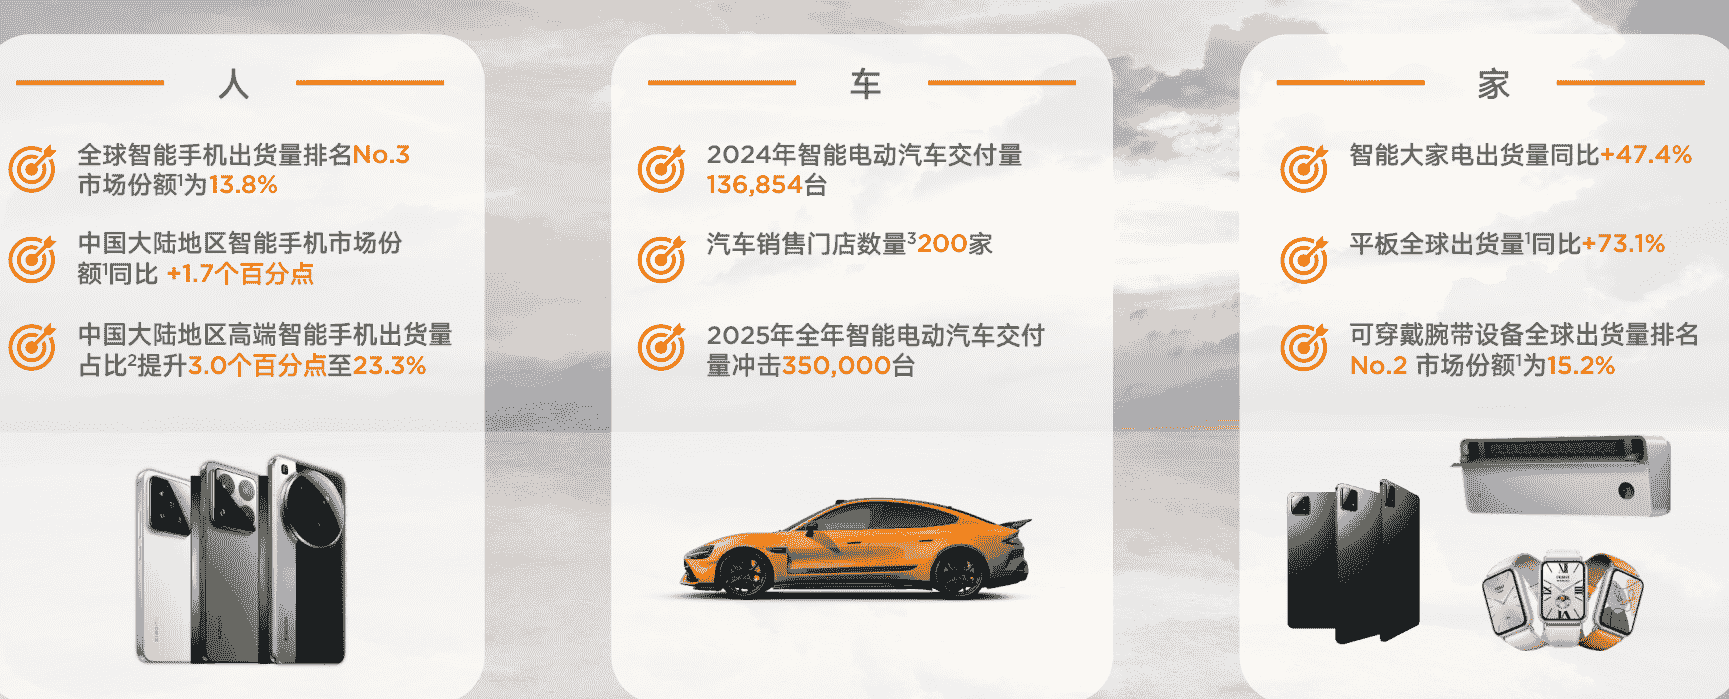 人
全球智能手机出货量排名No.3
市场份额¹为13.8%
中国大陆地区智能手机市场份
额¹同比 +1.7个百分点
中国大陆地区高端智能手机出货量
占比²提升3.0个百分点至23.3%
车
2024年智能电动汽车交付量
136,854台
汽车销售门店数量³200家
2025年全年智能电动汽车交付
量冲击350,000台
家
智能大家电出货量同比+47.4%
平板全球出货量¹同比+73.1%
可穿戴腕带设备全球出货量排名
No.2 市场份额¹为15.2%